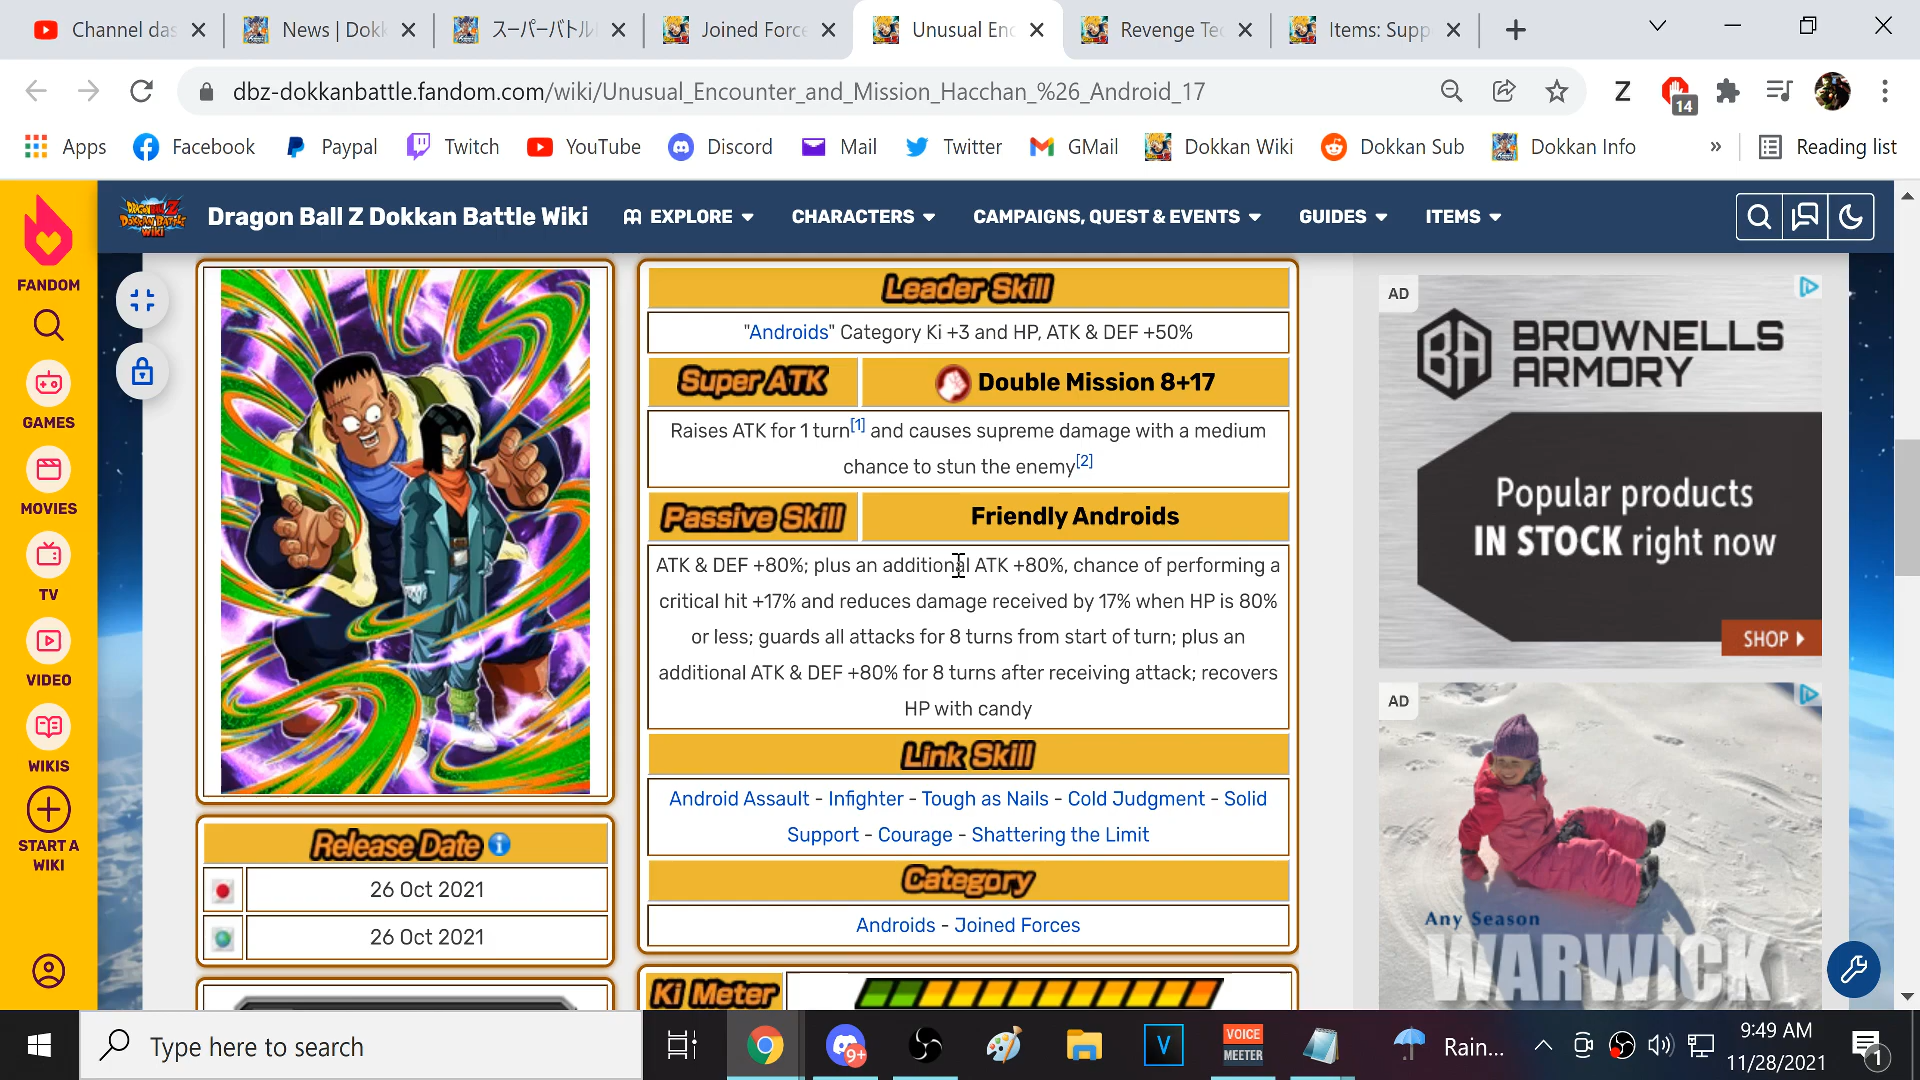 Channel das
News | Dokk
スーパーバトル
Joined Force
Unusual Enc
Revenge Tec
Items: Supp
dbz-dokkanbattle.fandom.com/wiki/Unusual_Encounter_and_Mission_Hacchan_%26_Android_17
Z
14
Apps
Facebook
Paypal
Twitch
YouTube
Discord
Mail
Twitter
GMail
Dokkan Wiki
Dokkan Sub
Dokkan Info
»
Reading list
FANDOM
GAMES
MOVIES
TV
VIDEO
WIKIS
START A
WIKI
Dragon Ball Z Dokkan Battle Wiki
EXPLORE
CHARACTERS
CAMPAIGNS, QUEST & EVENTS
GUIDES
ITEMS
Leader Skill
"Androids" Category Ki +3 and HP, ATK & DEF +50%
Super ATK
Double Mission 8+17
Raises ATK for 1 turn[1] and causes supreme damage with a medium
chance to stun the enemy[2]
Passive Skill
Friendly Androids
ATK & DEF +80%; plus an additional ATK +80%, chance of performing a
critical hit +17% and reduces damage received by 17% when HP is 80%
or less; guards all attacks for 8 turns from start of turn; plus an
additional ATK & DEF +80% for 8 turns after receiving attack; recovers
HP with candy
Link Skill
Android Assault - Infighter - Tough as Nails - Cold Judgment - Solid
Support - Courage - Shattering the Limit
Category
Androids - Joined Forces
Ki Meter
Release Date
26 Oct 2021
26 Oct 2021
AD
BA
BROWNELLS
ARMORY
Popular products
IN STOCK right now
SHOP
AD
Any Season
WARWICK
Type here to search
9+
V
VOICE
MEETER
Rain...
9:49 AM
11/28/2021
1